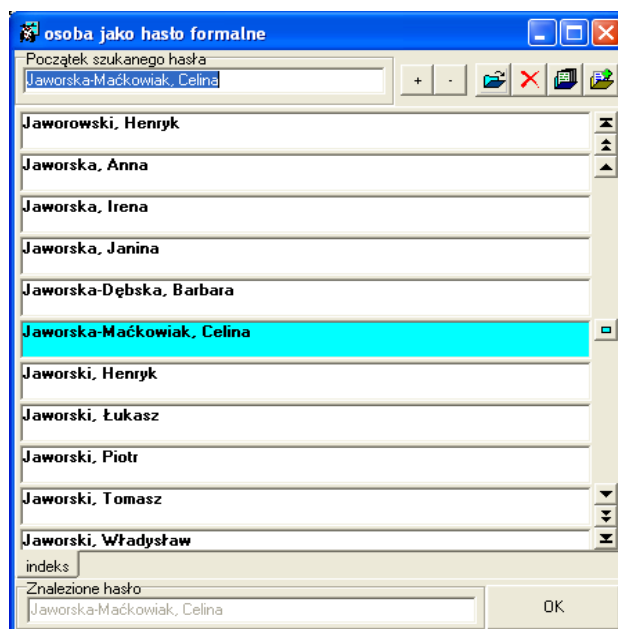 osoba jako hasło formalne
Początek szukanego hasła
Jaworska-Maćkowiak, Celina
+ -
Jaworowski, Henryk
Jaworska, Anna
Jaworska, Irena
Jaworska, Janina
Jaworska-Dębska, Barbara
Jaworska-Maćkowiak, Celina
Jaworski, Henryk
Jaworski, Łukasz
Jaworski, Piotr
Jaworski, Tomasz
Jaworski, Władysław
indeks
Znalezione hasło
Jaworska-Maćkowiak, Celina
OK